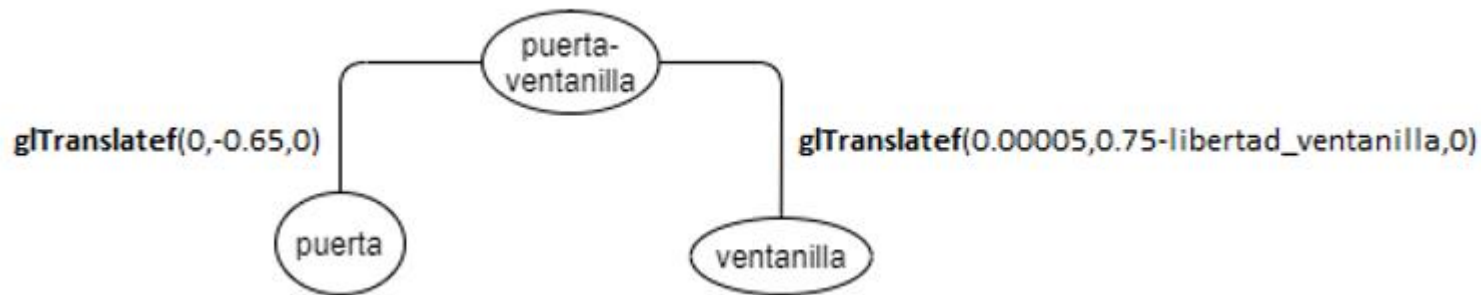 puerta-
ventanilla
glTranslatef(0,-0.65,0)
glTranslatef(0.00005,0.75-libertad_ventanilla,0)
puerta
ventanilla